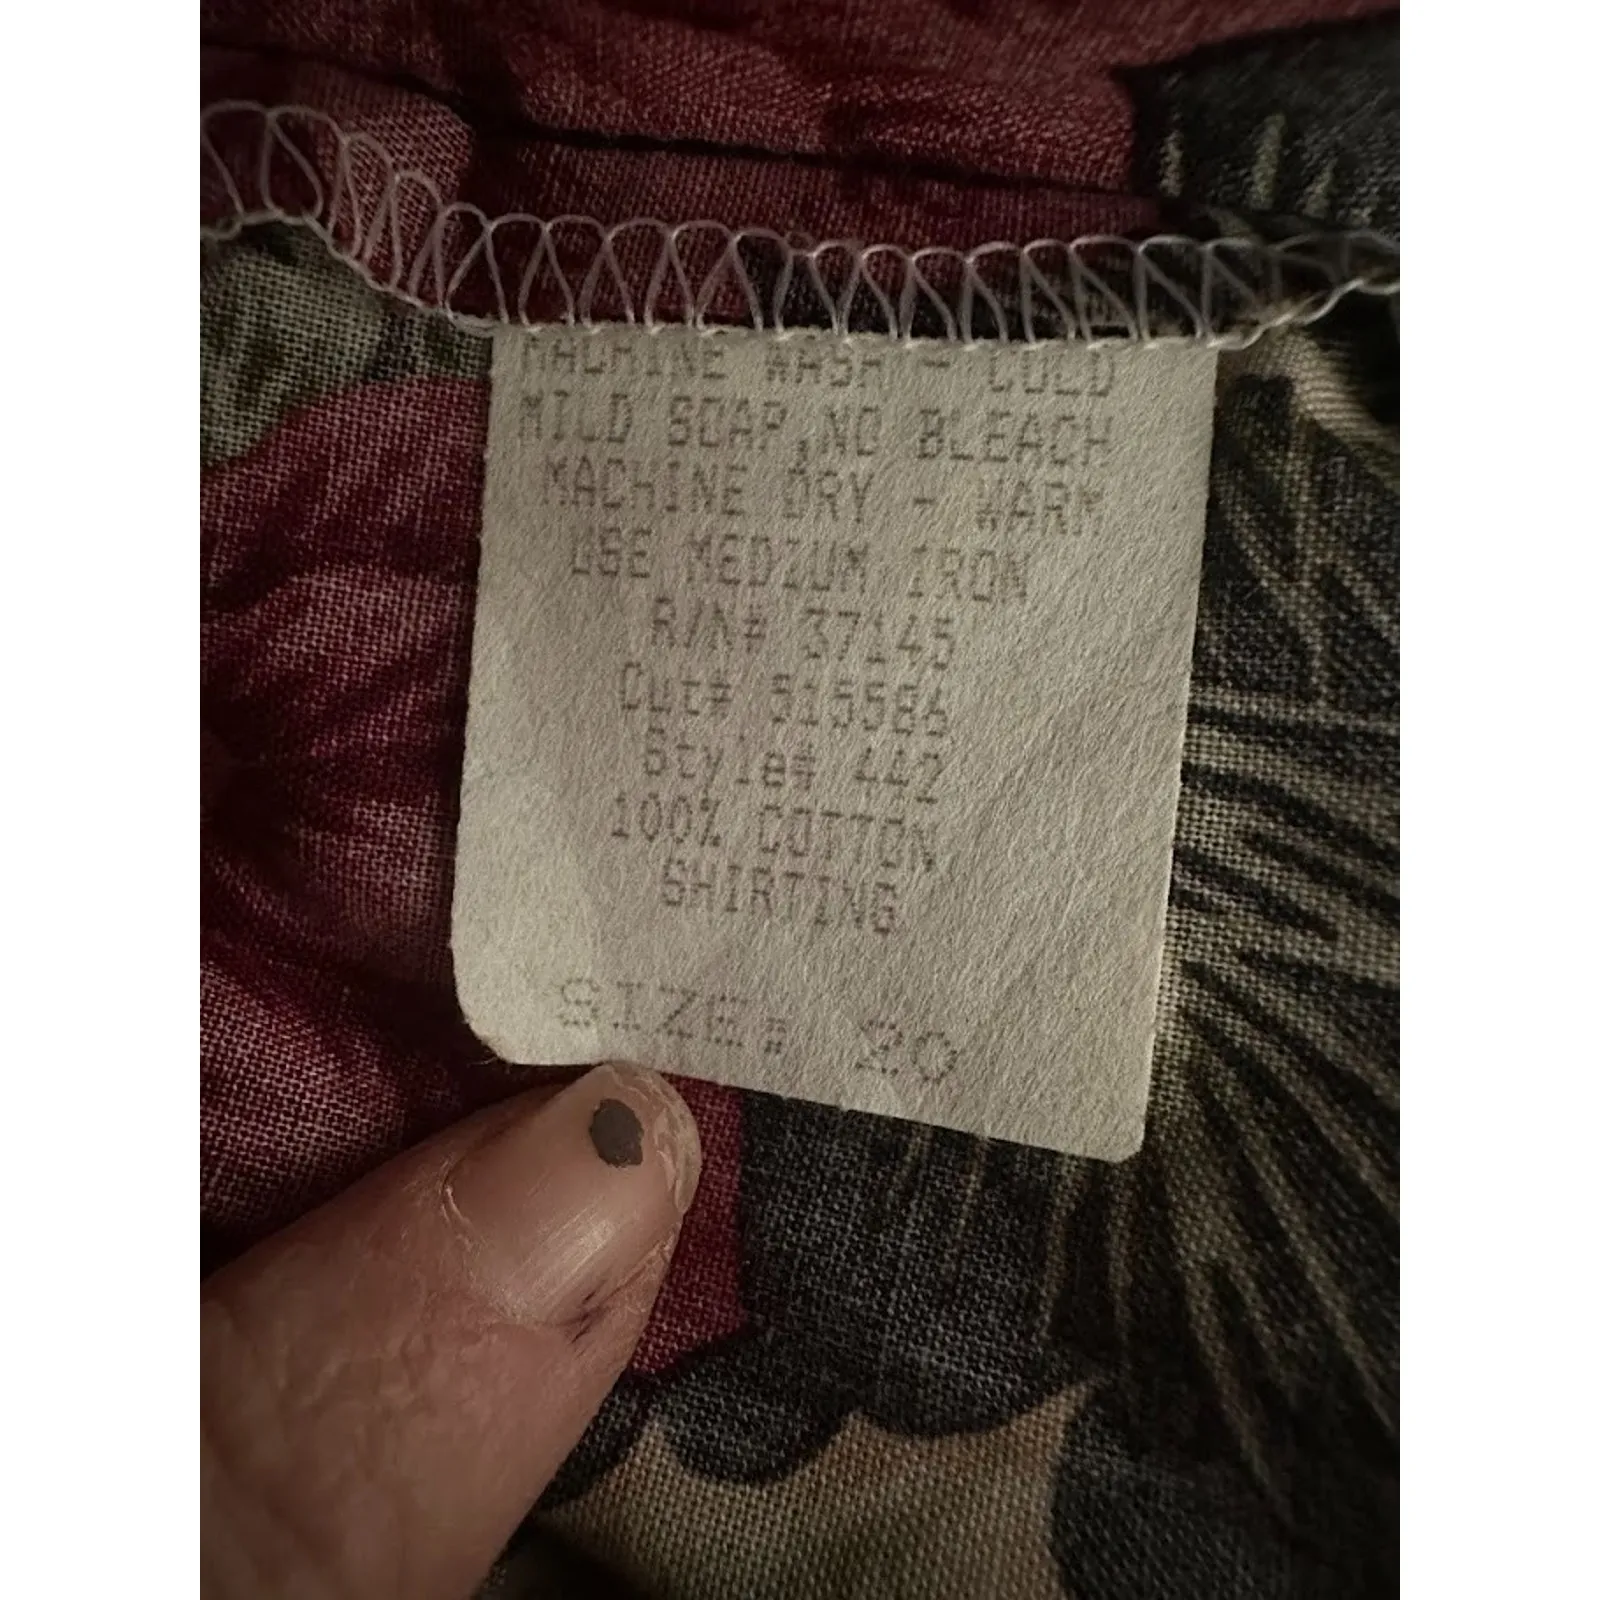 MACHINE WASH - COLD
MILD SOAP,NO BLEACH
MACHINE DRY - WARM
USE MEDIUM IRON
R/N# 37145
Cut# 515586
Style# 442
100% COTTON
SHIRTING
SIZE: 20